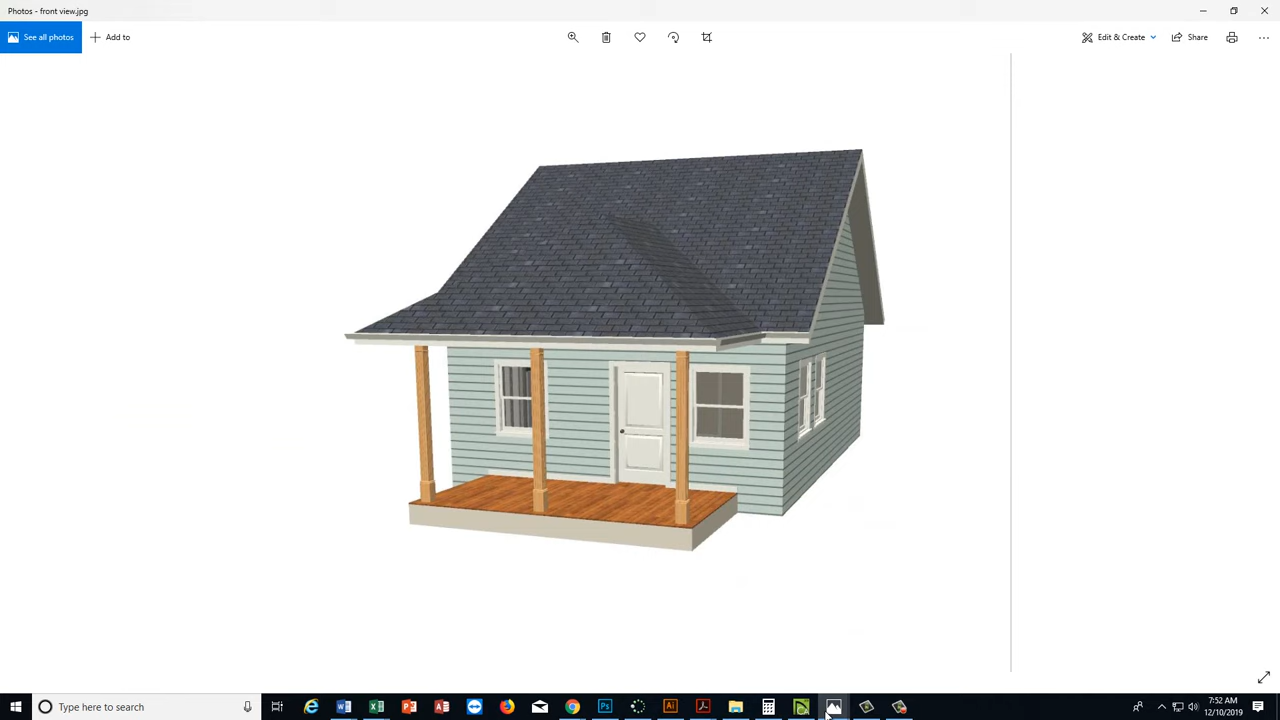 Photos - front view.jpg
See all photos
Add to
Edit & Create
Share
Type here to search
7:52 AM
12/10/2019